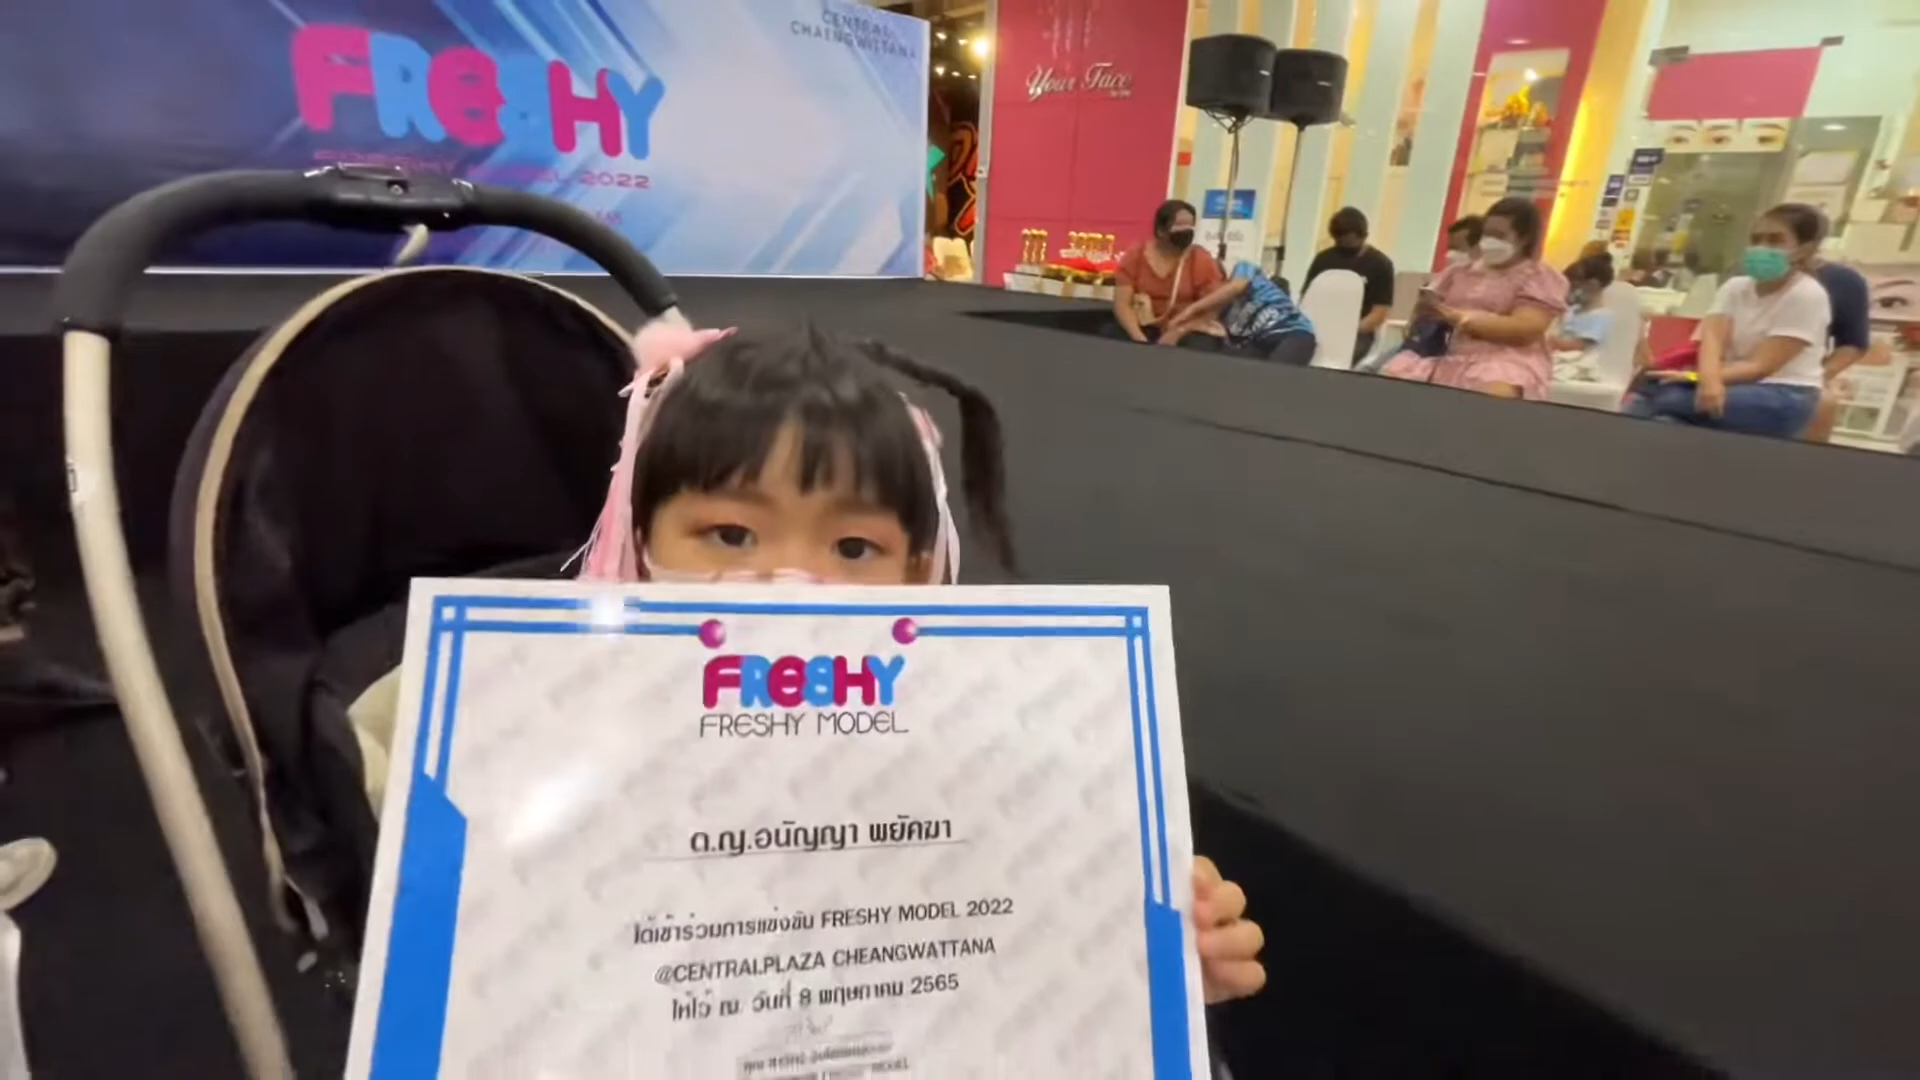 CENTRAL
CHAENGWATTANA
FRESHY
2022
Your Face
FRESHY
FRESHY MODEL
ด.ญ.อนัญญา พยัคฆา
ได้เข้าร่วมการแข่งขัน FRESHY MODEL 2022
@CENTRALPLAZA CHEANGWATTANA
ให้ไว้ ณ วันที่ 8 พฤษภาคม 2565
MODEL